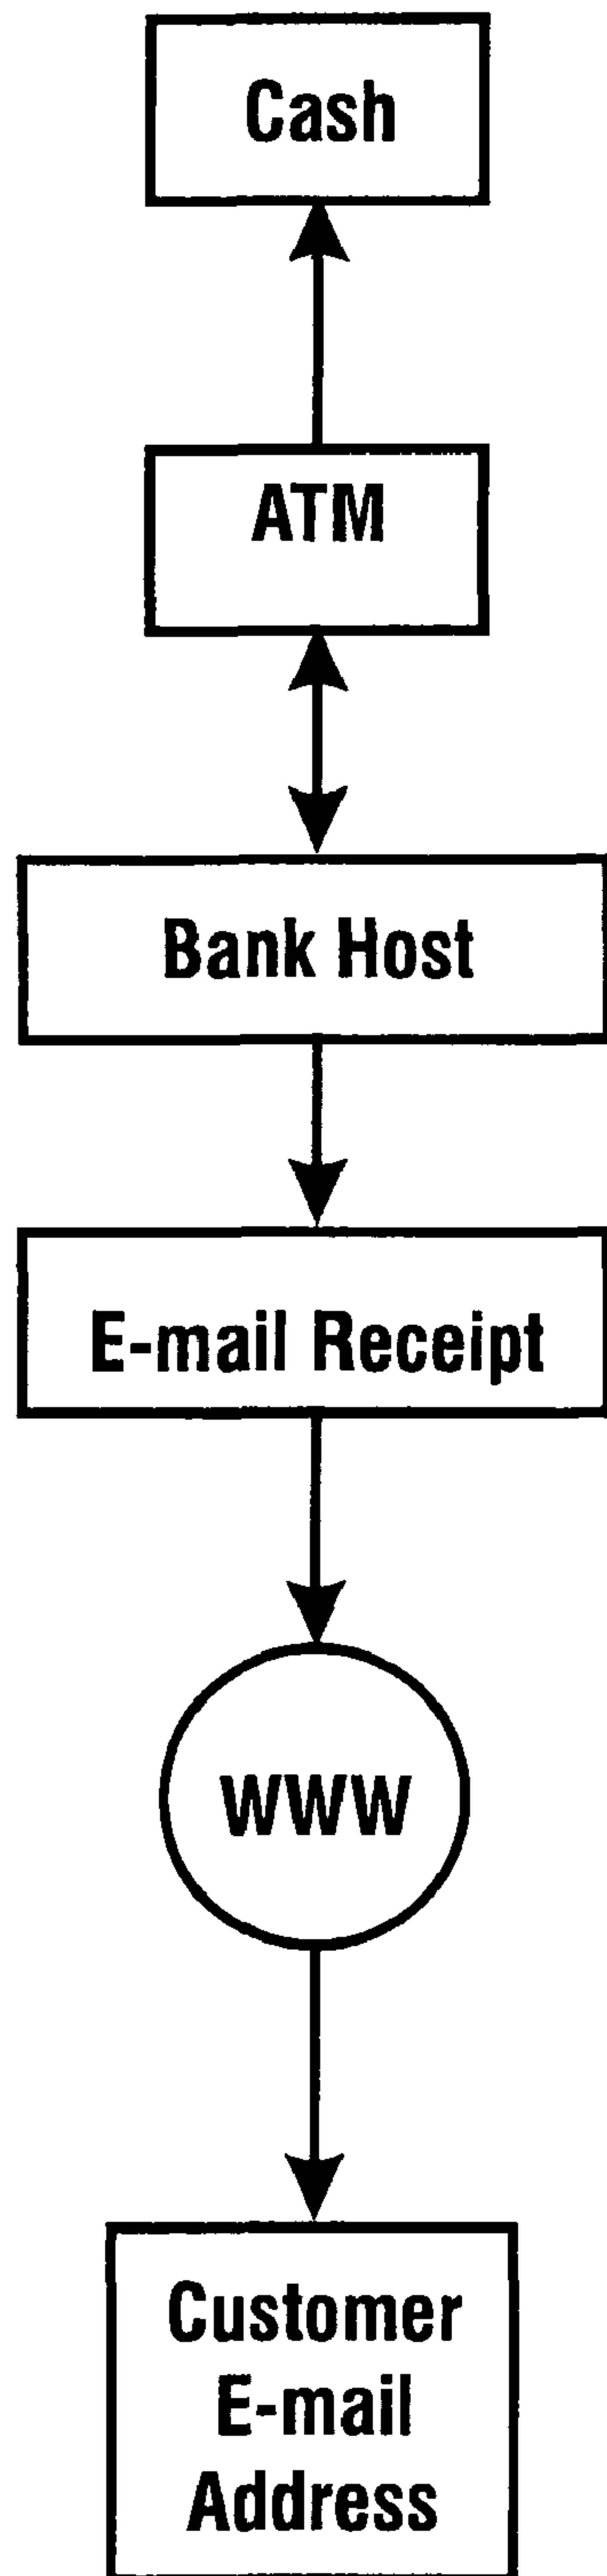 Cash
ATM
Bank Host
E-mail Receipt
WWW
Customer
E-mail
Address